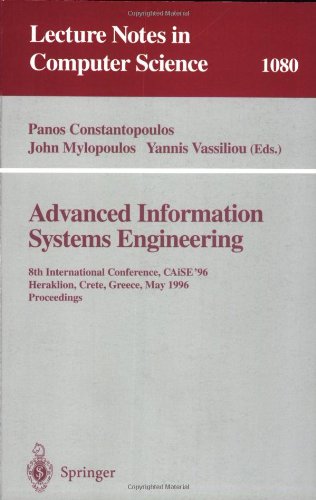 Lecture Notes in
Computer Science 1080
Panos Constantopoulos
John Mylopoulos Yannis Vassiliou (Eds.)
Advanced Information
Systems Engineering
8th International Conference, CAiSE'96
Heraklion, Crete, Greece, May 1996
Proceedings
Springer